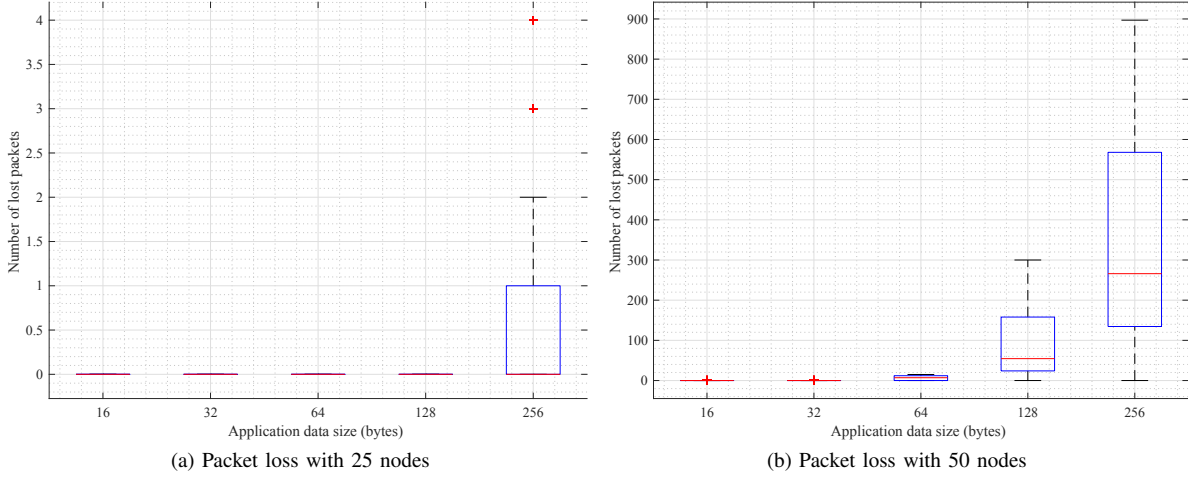 4
3.5
3
2.5
2
1.5
1
0.5
0
Number of lost packets
16 32 64 128 256
Application data size (bytes)
(a) Packet loss with 25 nodes
900
800
700
600
500
400
300
200
100
0
Number of lost packets
16 32 64 128 256
Application data size (bytes)
(b) Packet loss with 50 nodes